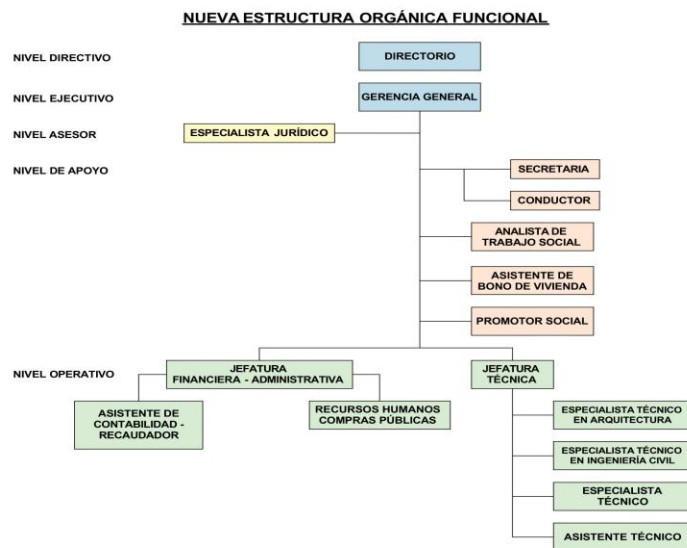 NUEVA ESTRUCTURA ORGÁNICA FUNCIONAL
NIVEL DIRECTIVO
DIRECTORIO
NIVEL EJECUTIVO
GERENCIA GENERAL
NIVEL ASESOR
ESPECIALISTA JURÍDICO
NIVEL DE APOYO
SECRETARIA
CONDUCTOR
ANALISTA DE
TRABAJO SOCIAL
ASISTENTE DE
BONO DE VIVIENDA
PROMOTOR SOCIAL
NIVEL OPERATIVO
JEFATURA
FINANCIERA - ADMINISTRATIVA
JEFATURA
TÉCNICA
ASISTENTE DE
CONTABILIDAD -
RECAUDADOR
RECURSOS HUMANOS
COMPRAS PÚBLICAS
ESPECIALISTA TÉCNICO
EN ARQUITECTURA
ESPECIALISTA TÉCNICO
EN INGENIERÍA CIVIL
ESPECIALISTA
TÉCNICO
ASISTENTE TÉCNICO